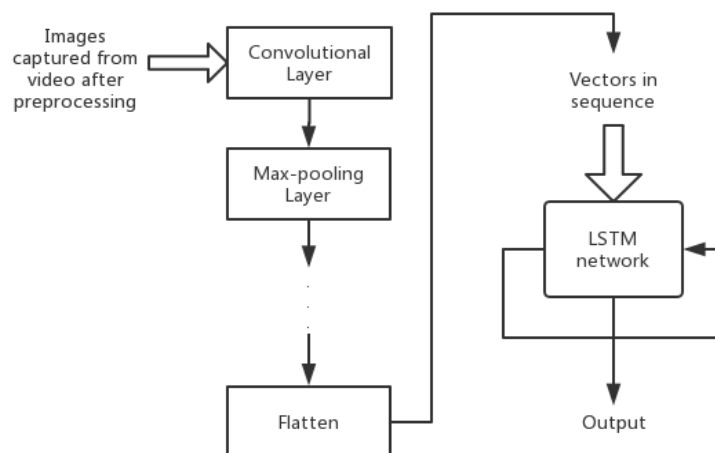 Images
captured from
video after
preprocessing
Convolutional
Layer
Max-pooling
Layer
.
.
.
Flatten
Vectors in
sequence
LSTM
network
Output